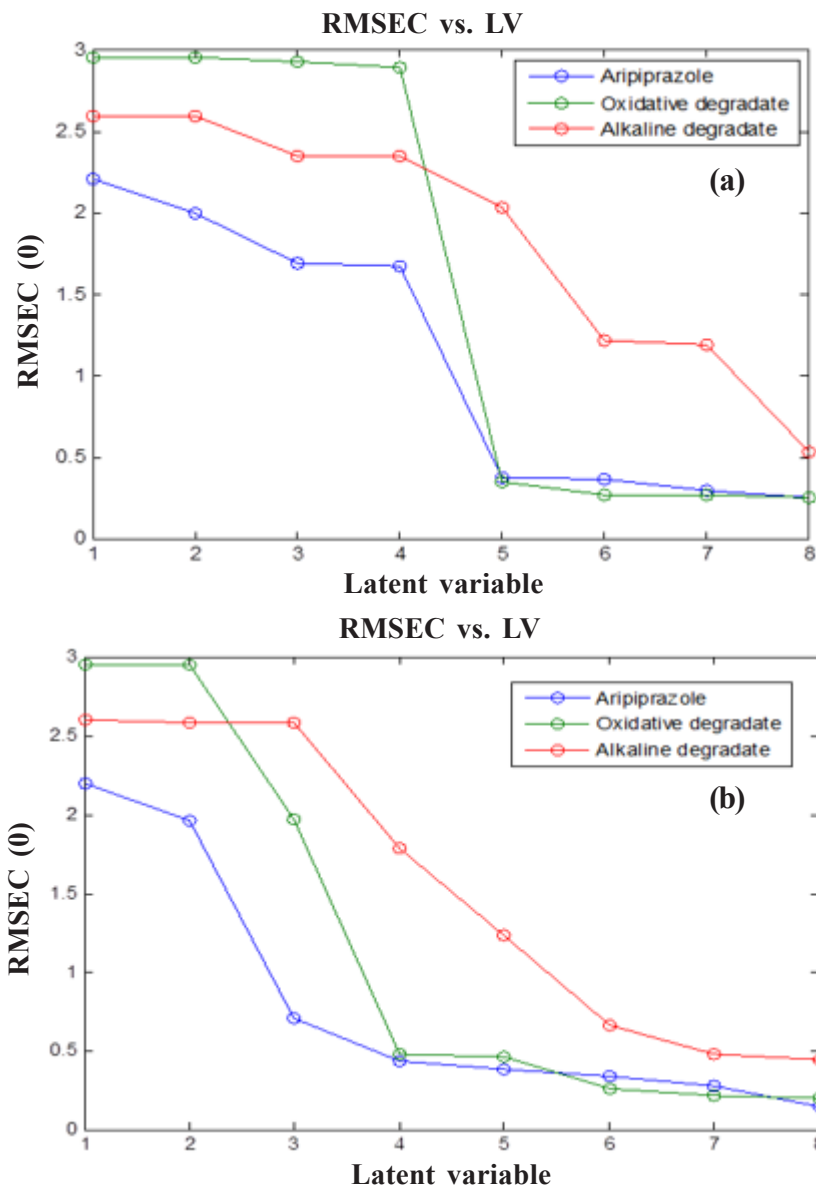 RMSEC vs. LV
3
2.5
2
1.5
1
0.5
0
RMSEC (0)
Aripiprazole
Oxidative degradate
Alkaline degradate
(a)
1 2 3 4 5 6 7 8
Latent variable
RMSEC vs. LV
3
2.5
2
1.5
1
0.5
0
RMSEC (0)
Aripiprazole
Oxidative degradate
Alkaline degradate
(b)
1 2 3 4 5 6 7 8
Latent variable